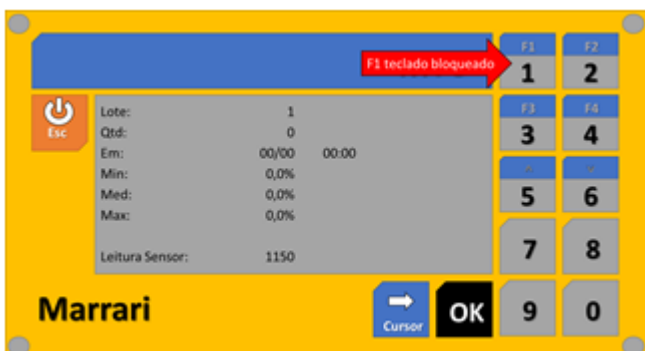 F1 teclado bloqueado
F1
1
F2
2
Esc
F3
3
F4
4
Lote: 1
Qtd: 0
Em: 00/00 00:00
Min: 0,0%
Med: 0,0%
Max: 0,0%
Leitura Sensor: 1150
5
6
7
8
Marrari
Cursor
OK
9
0